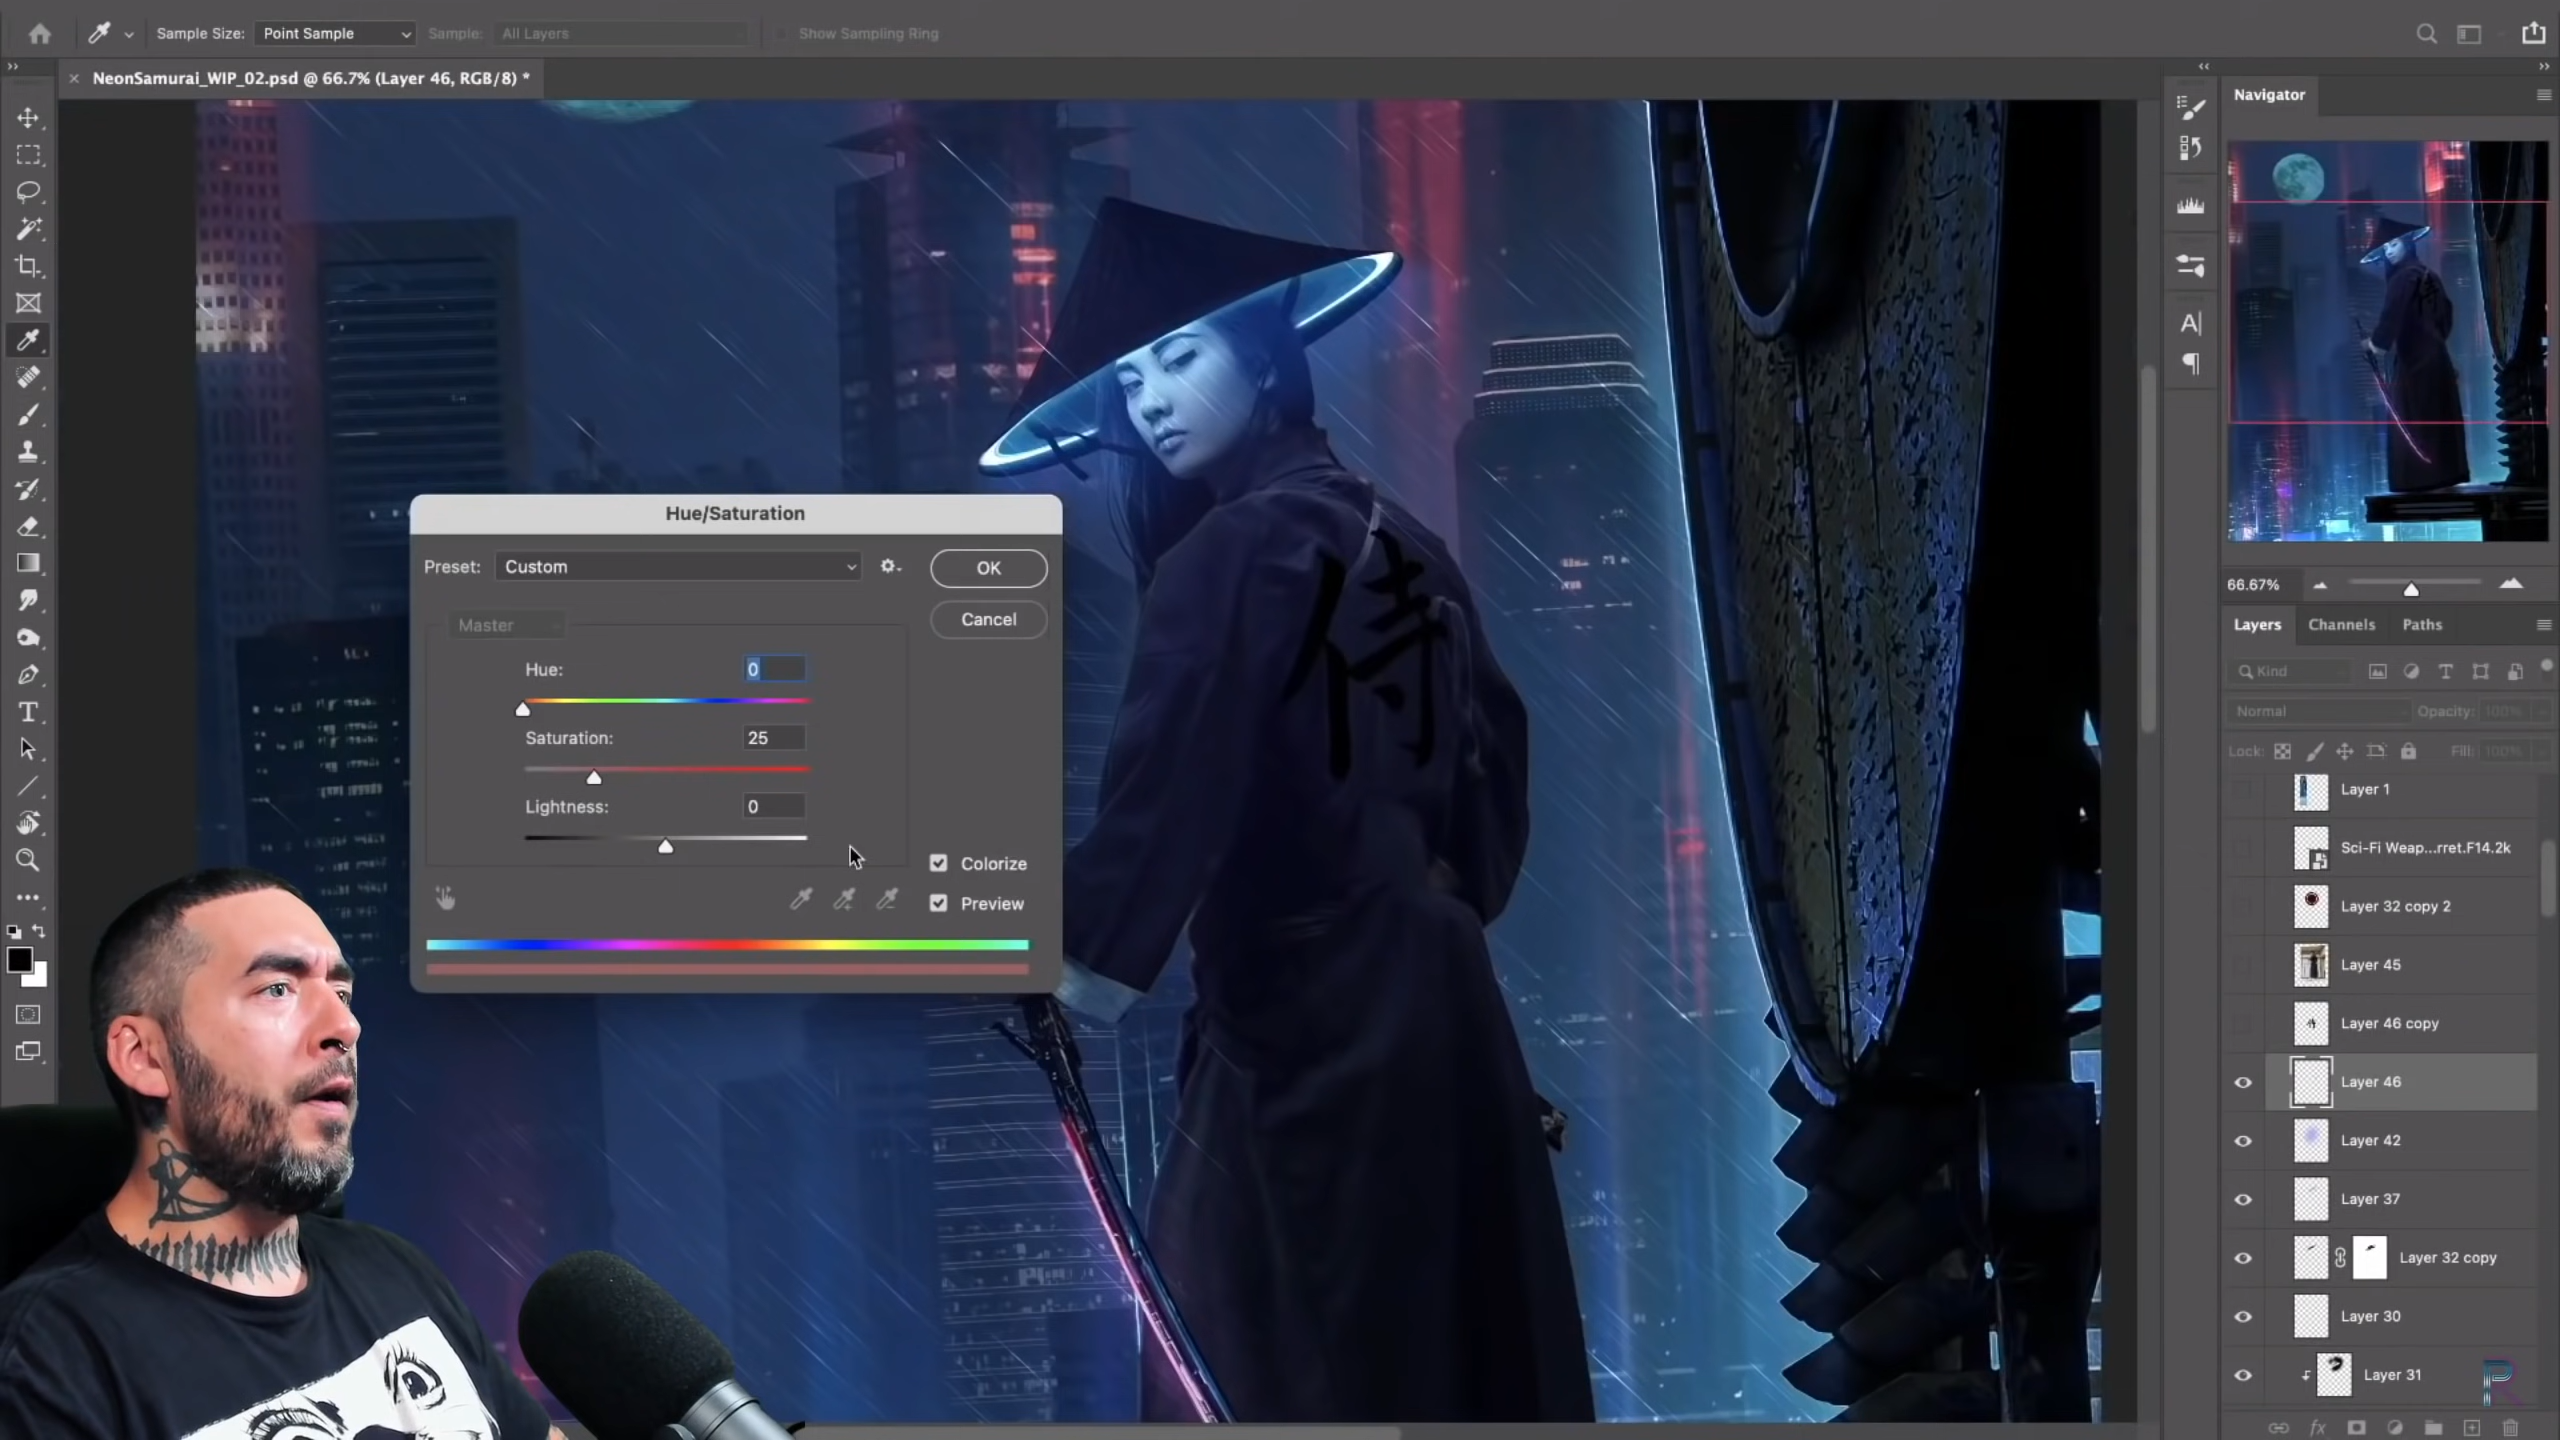 Sample Size: Point Sample Sample: All Layers Show Sampling Ring
NeonSamurai_WIP_02.psd @ 66.7% (Layer 46, RGB/8) *
Navigator
侍
66.67%
Hue/Saturation
Preset: Custom
OK
Cancel
Master
Hue: 0
Saturation: 25
Lightness: 0
Colorize
Preview
Layers Channels Paths
Kind
Normal Opacity: 100%
Lock: Fill: 100%
Layer 1
Sci-Fi Weap...rret.F14.2k
Layer 32 copy 2
Layer 45
Layer 46 copy
Layer 46
Layer 42
Layer 37
Layer 32 copy
Layer 30
Layer 31
fx